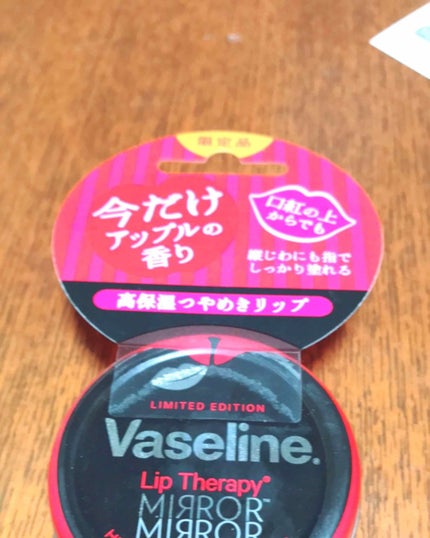 限定品
今だけ
アップルの
香り
口紅の上
からでも
縦じわにも指で
しっかり塗れる
高保湿つやめきリップ
LIMITED EDITION
Vaseline.
Lip Therapy®
MIRROR™
MIRROR